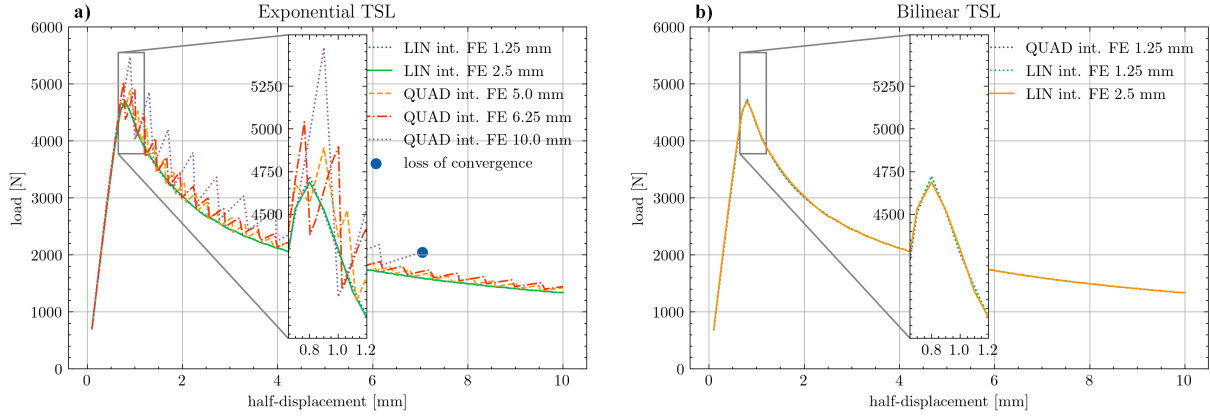 a)
Exponential TSL
6000
5000
4000
3000
2000
1000
0
load [N]
0
2
4
6
8
10
half-displacement [mm]
5250
5000
4750
4500
0.8
1.0
1.2
LIN int. FE 1.25 mm
LIN int. FE 2.5 mm
QUAD int. FE 5.0 mm
QUAD int. FE 6.25 mm
QUAD int. FE 10.0 mm
loss of convergence
b)
Bilinear TSL
6000
5000
4000
3000
2000
1000
0
load [N]
0
2
4
6
8
10
half-displacement [mm]
5250
5000
4750
4500
0.8
1.0
1.2
QUAD int. FE 1.25 mm
LIN int. FE 1.25 mm
LIN int. FE 2.5 mm